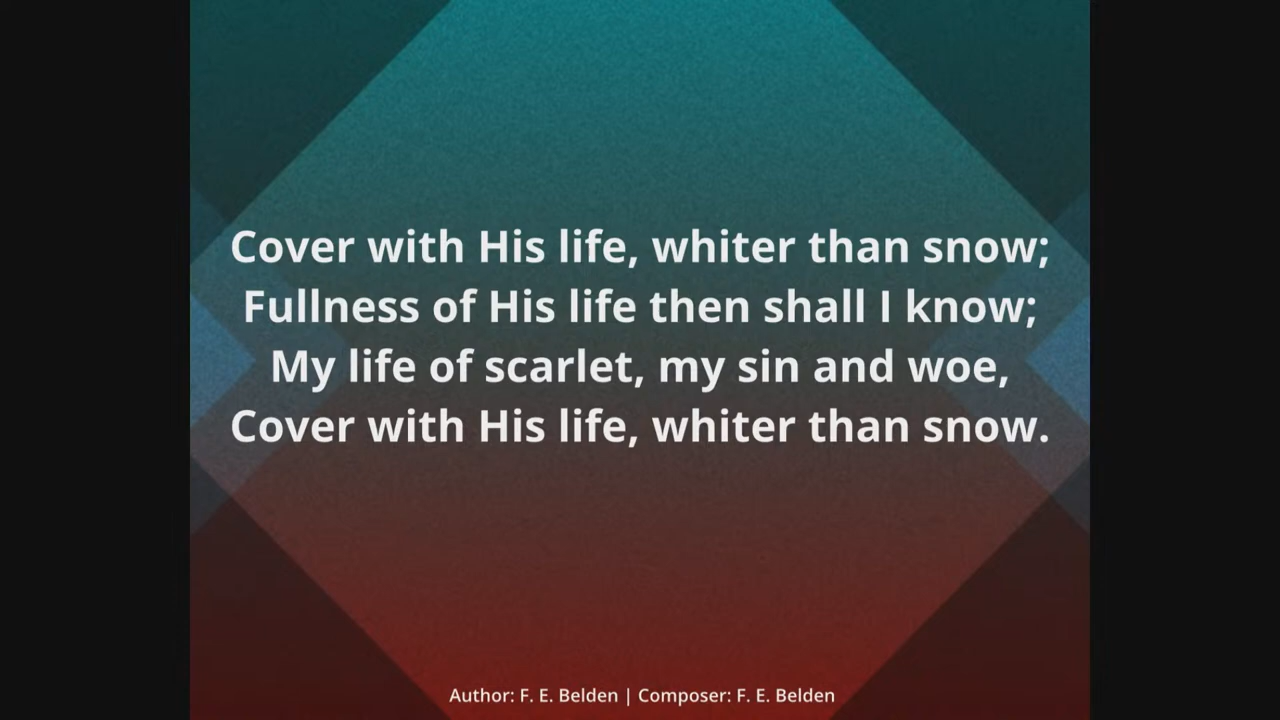 Cover with His life, whiter than snow;
Fullness of His life then shall I know;
My life of scarlet, my sin and woe,
Cover with His life, whiter than snow.
Author: F. E. Belden | Composer: F. E. Belden